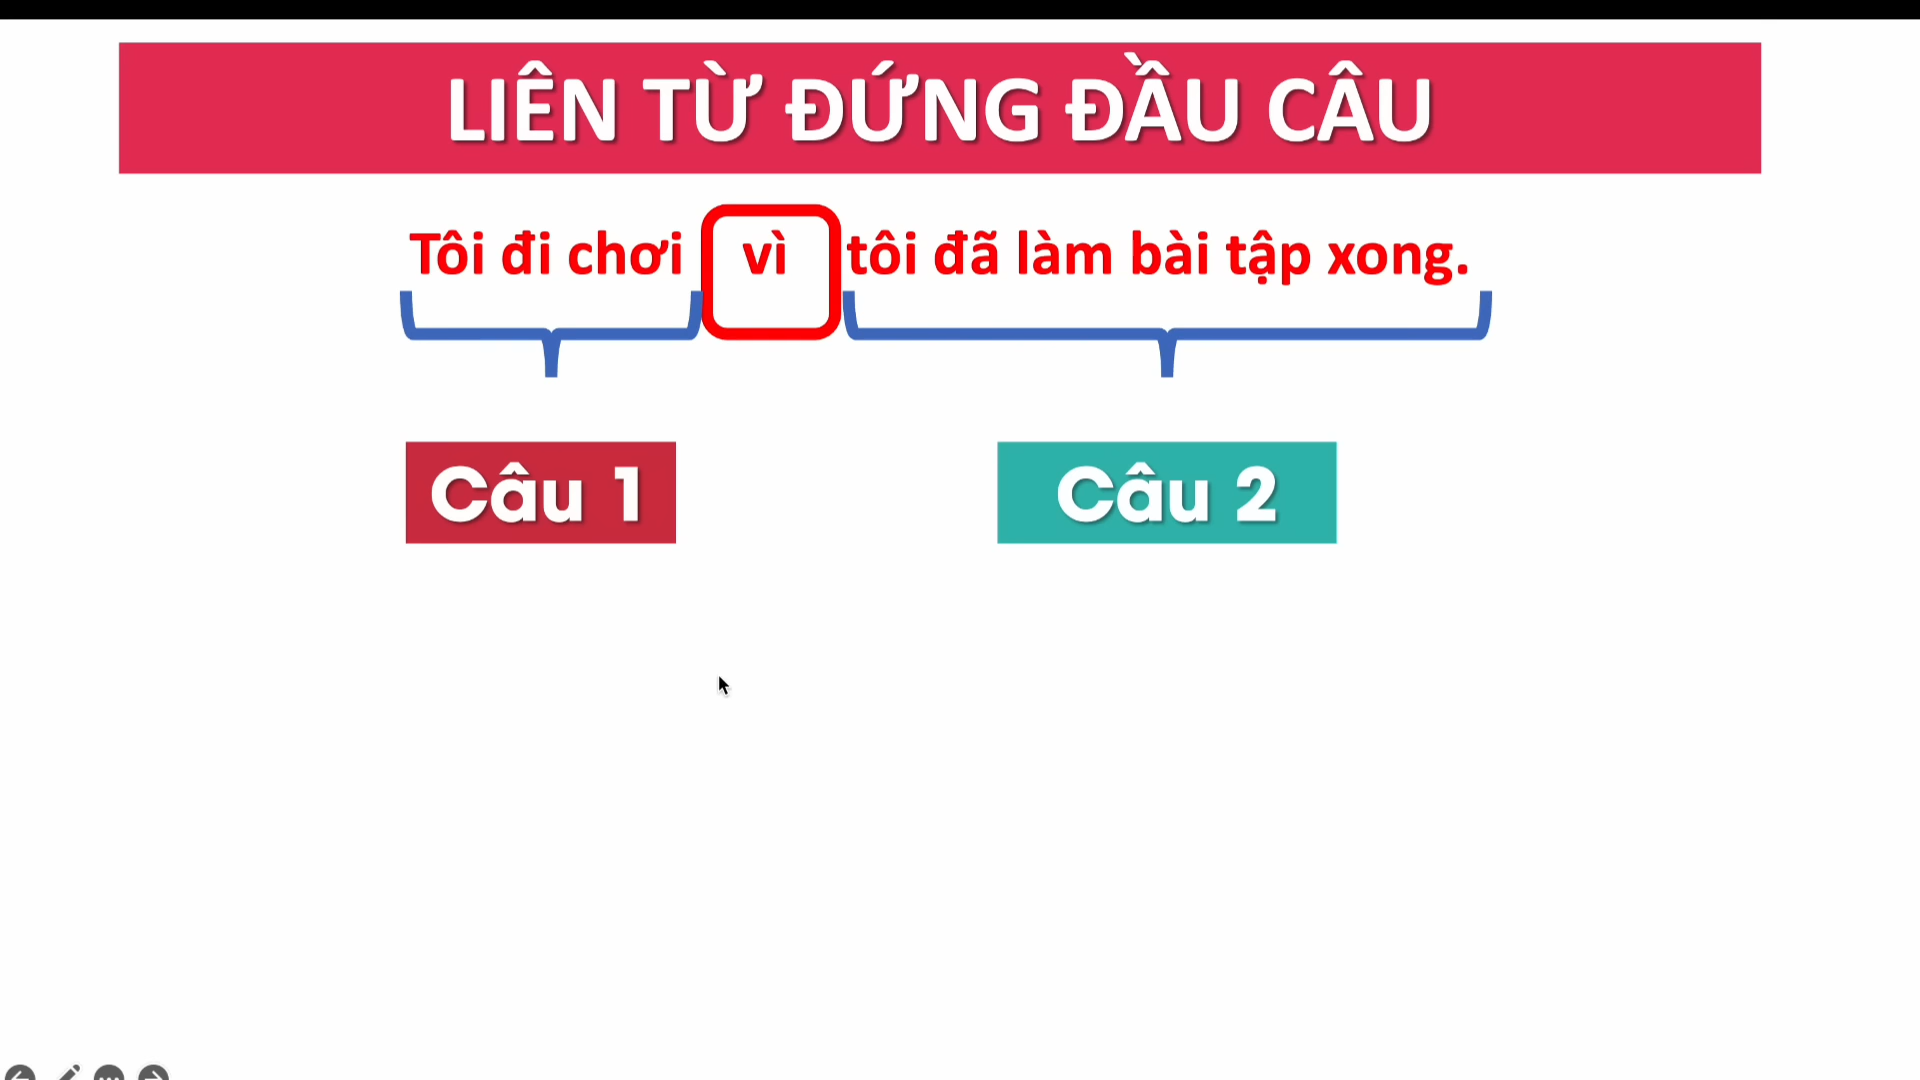 LIÊN TỪ ĐỨNG ĐẦU CÂU
Tôi đi chơi vì tôi đã làm bài tập xong.
Câu 1 Câu 2